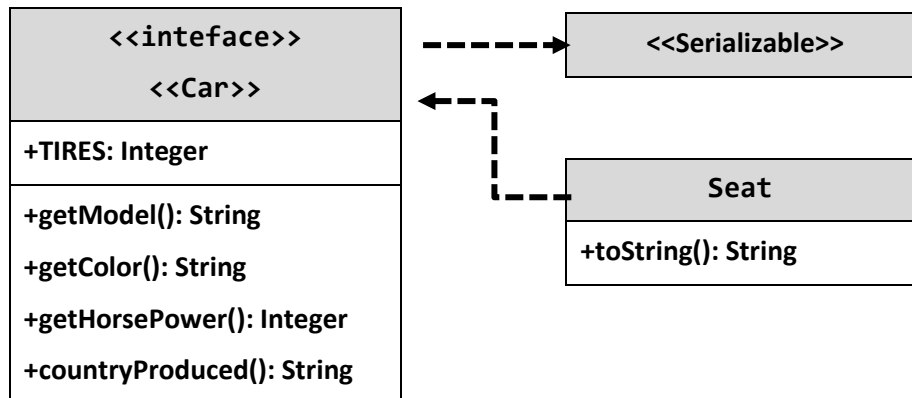 <<inteface>>
<<Car>>
+TIRES: Integer
+getModel(): String
+getColor(): String
+getHorsePower(): Integer
+countryProduced(): String
<<Serializable>>
Seat
+toString(): String